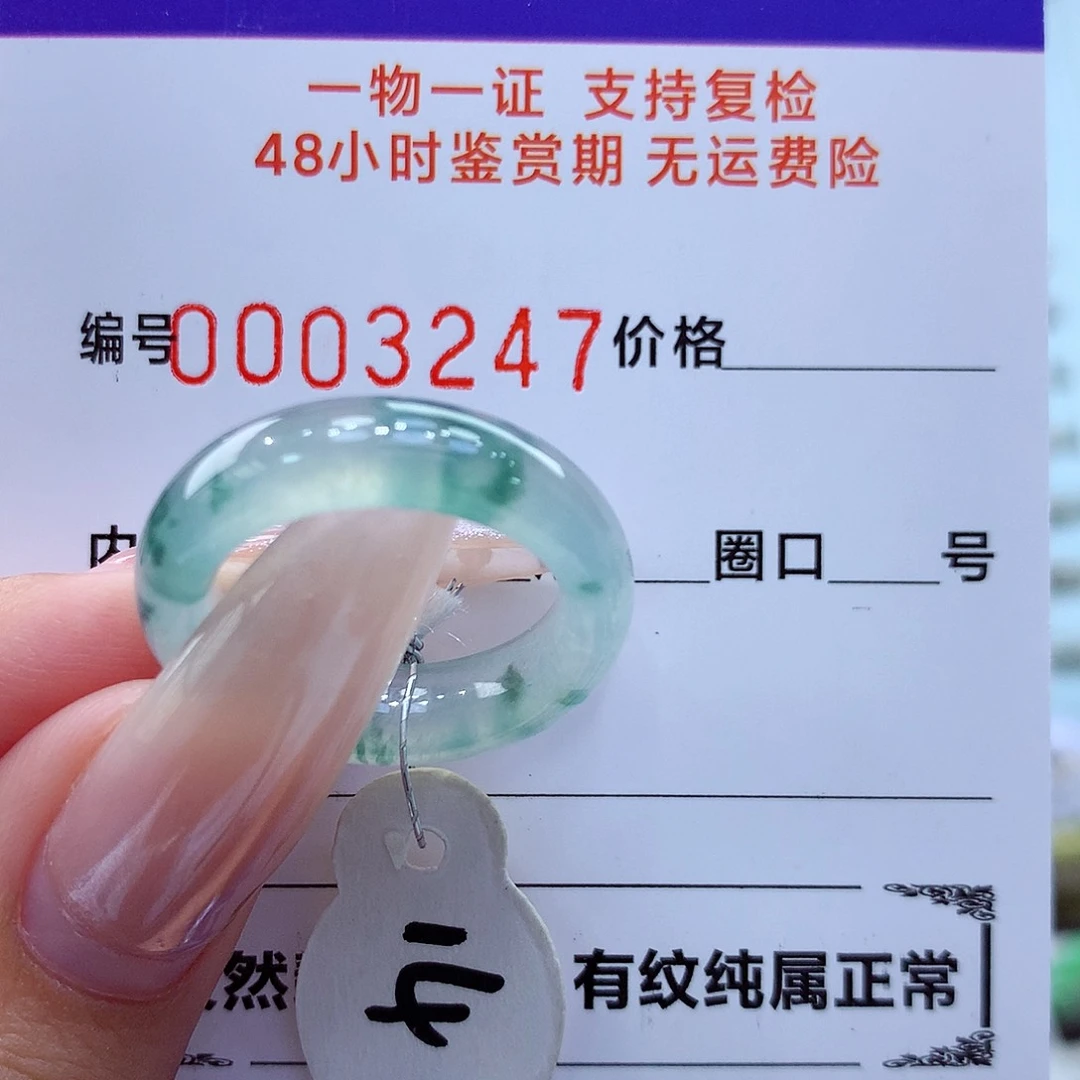 一物一证 支持复检
48小时鉴赏期 无运费险
编号0003247价格
内 圈口 号
然 有纹纯属正常